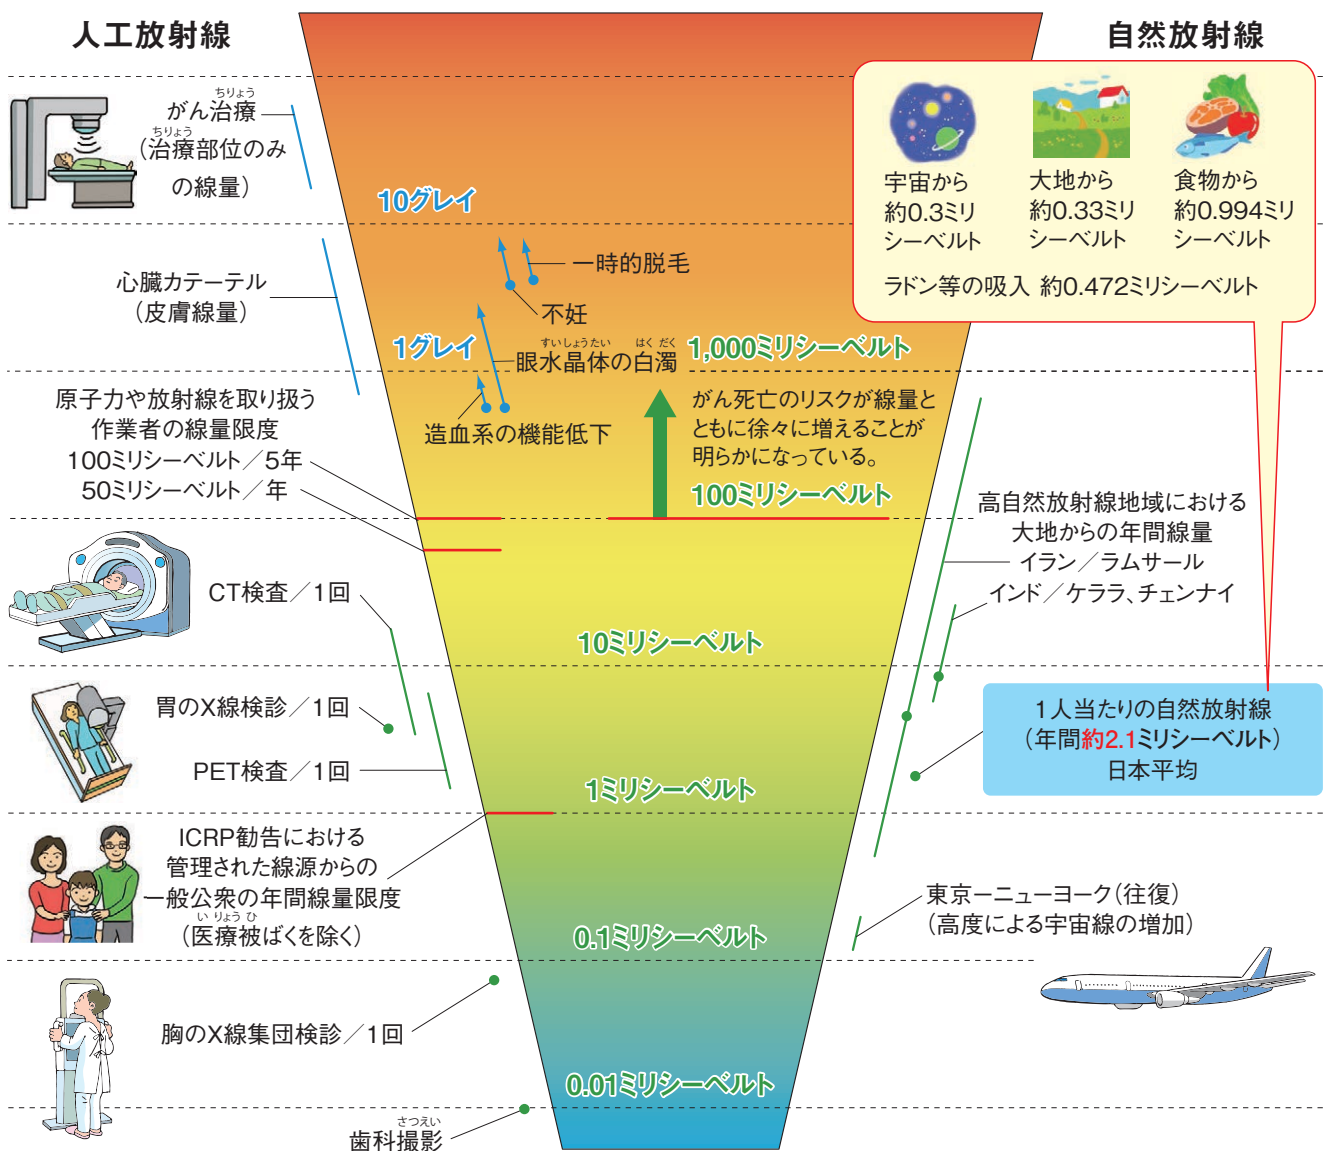 人工放射線
自然放射線
ちりょう
がん治療
ちりょう
（治療部位のみ
の線量）
心臓カテーテル
（皮膚線量）
原子力や放射線を取り扱う
作業者の線量限度
100ミリシーベルト／5年
50ミリシーベルト／年
CT検査／1回
胃のX線検診／1回
PET検査／1回
ICRP勧告における
管理された線源からの
一般公衆の年間線量限度
い りょう ひ
（医療被ばくを除く）
胸のX線集団検診／1回
さつえい
歯科撮影
10グレイ
一時的脱毛
不妊
1グレイ
すいしょうたい はく だく
眼水晶体の白濁
1,000ミリシーベルト
造血系の機能低下
がん死亡のリスクが線量と
ともに徐々に増えることが
明らかになっている。
100ミリシーベルト
10ミリシーベルト
1ミリシーベルト
0.1ミリシーベルト
0.01ミリシーベルト
宇宙から
約0.3ミリ
シーベルト
大地から
約0.33ミリ
シーベルト
食物から
約0.994ミリ
シーベルト
ラドン等の吸入 約0.472ミリシーベルト
高自然放射線地域における
大地からの年間線量
イラン／ラムサール
インド／ケララ、チェンナイ
1人当たりの自然放射線
（年間約2.1ミリシーベルト）
日本平均
東京ーニューヨーク（往復）
（高度による宇宙線の増加）